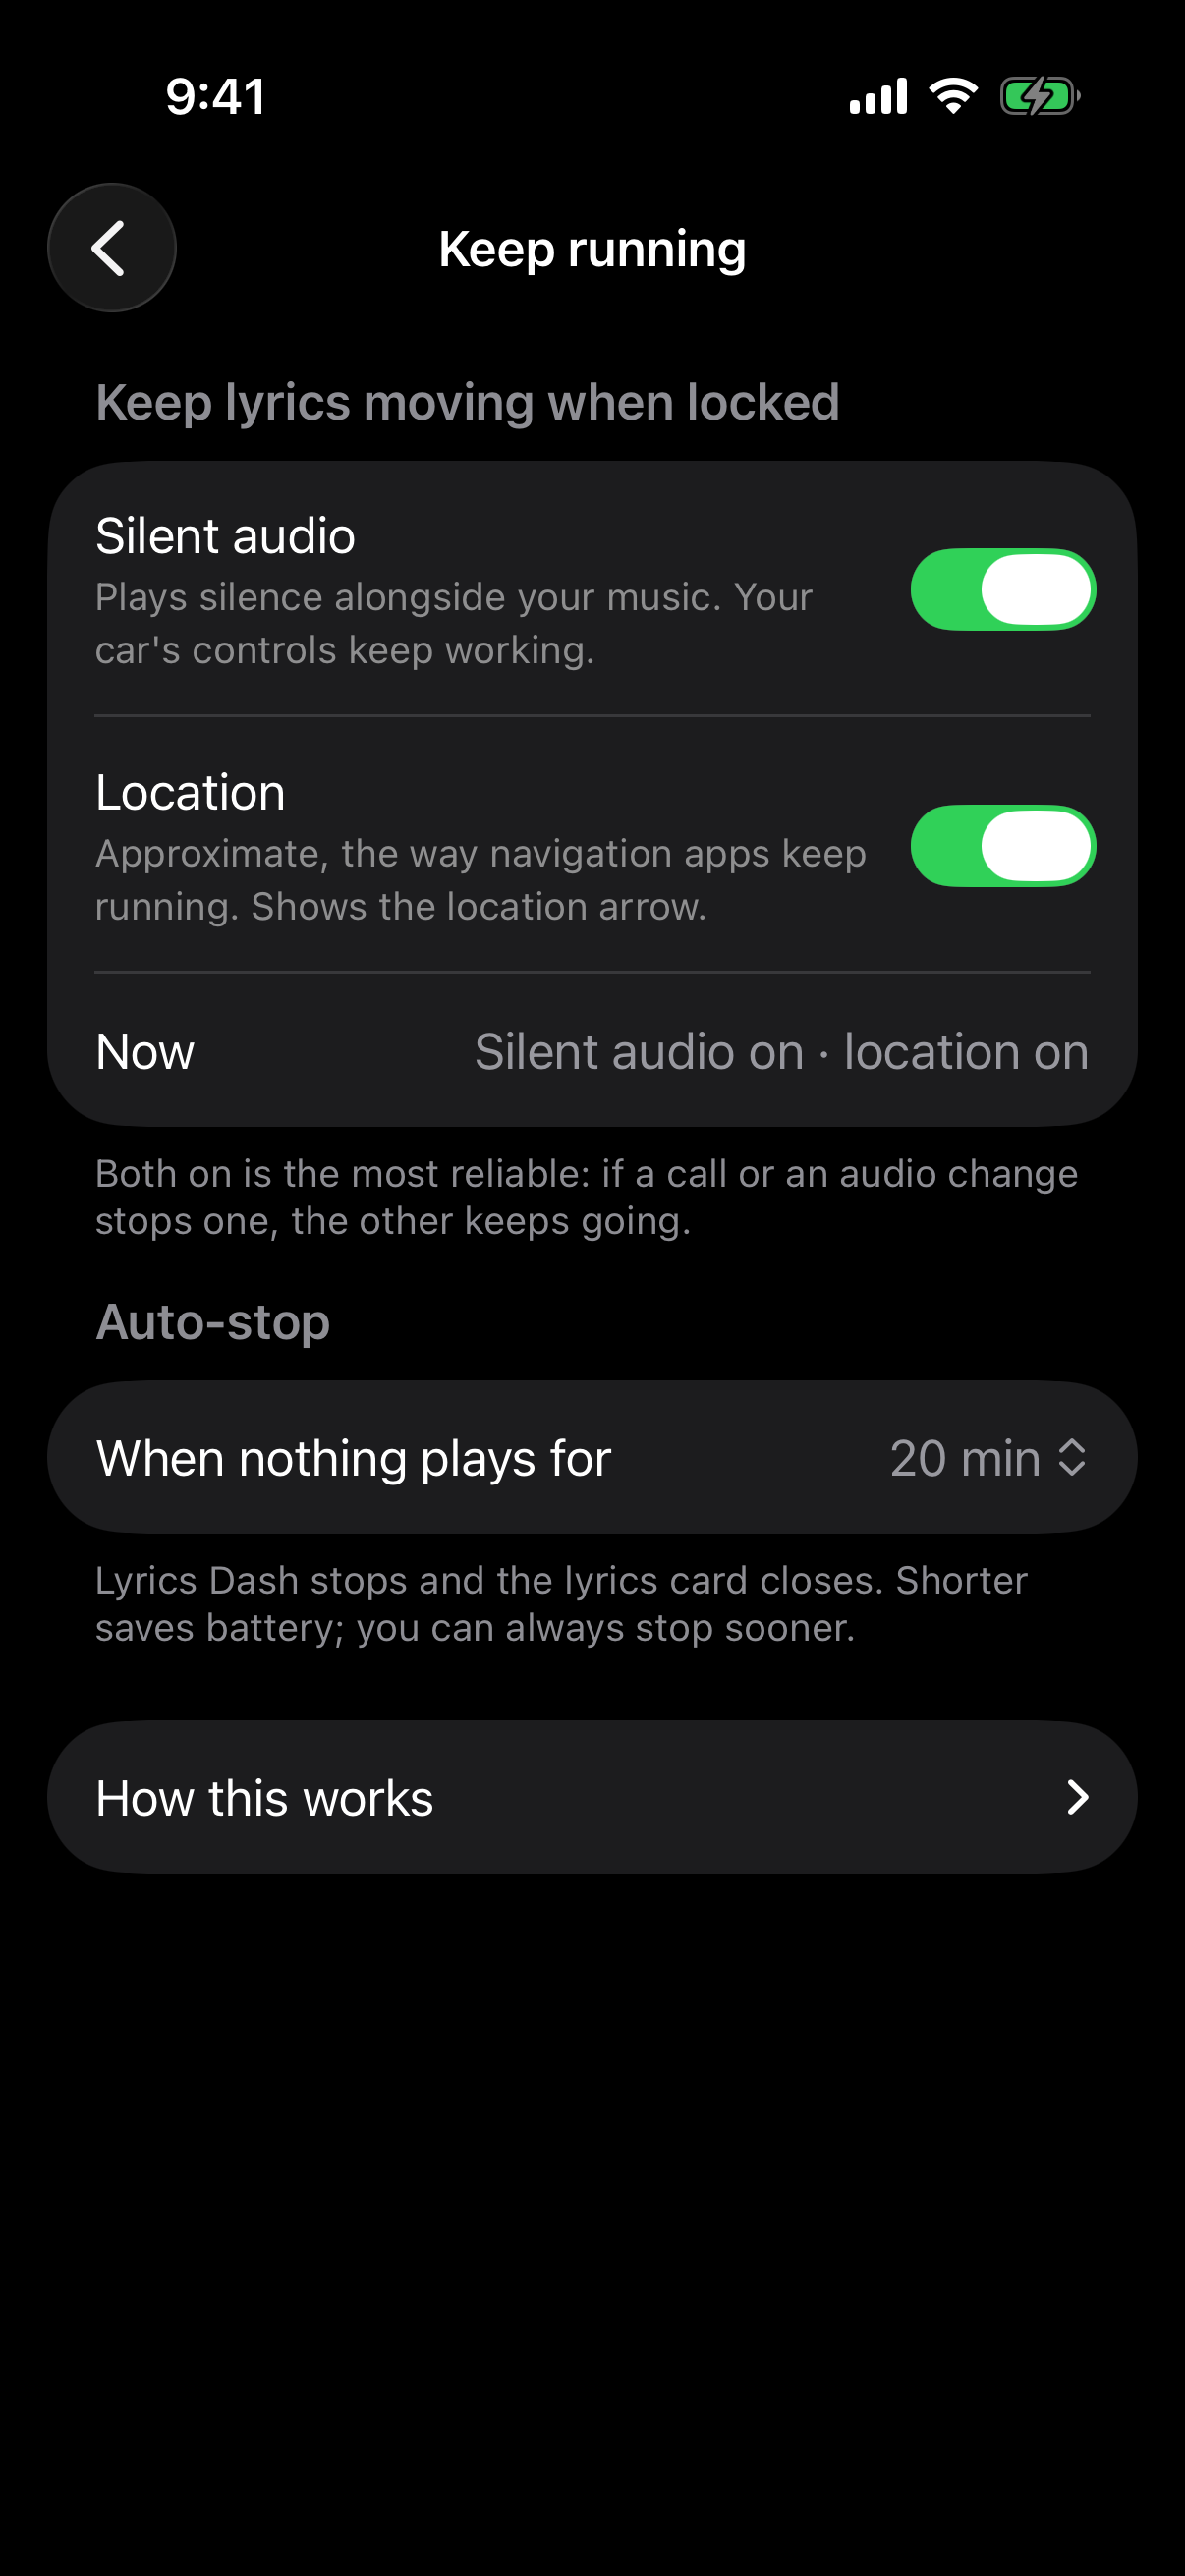 9:41
Keep running
Keep lyrics moving when locked
Silent audio
Plays silence alongside your music. Your
car's controls keep working.
Location
Approximate, the way navigation apps keep
running. Shows the location arrow.
Now
Silent audio on · location on
Both on is the most reliable: if a call or an audio change
stops one, the other keeps going.
Auto-stop
When nothing plays for
20 min
Lyrics Dash stops and the lyrics card closes. Shorter
saves battery; you can always stop sooner.
How this works